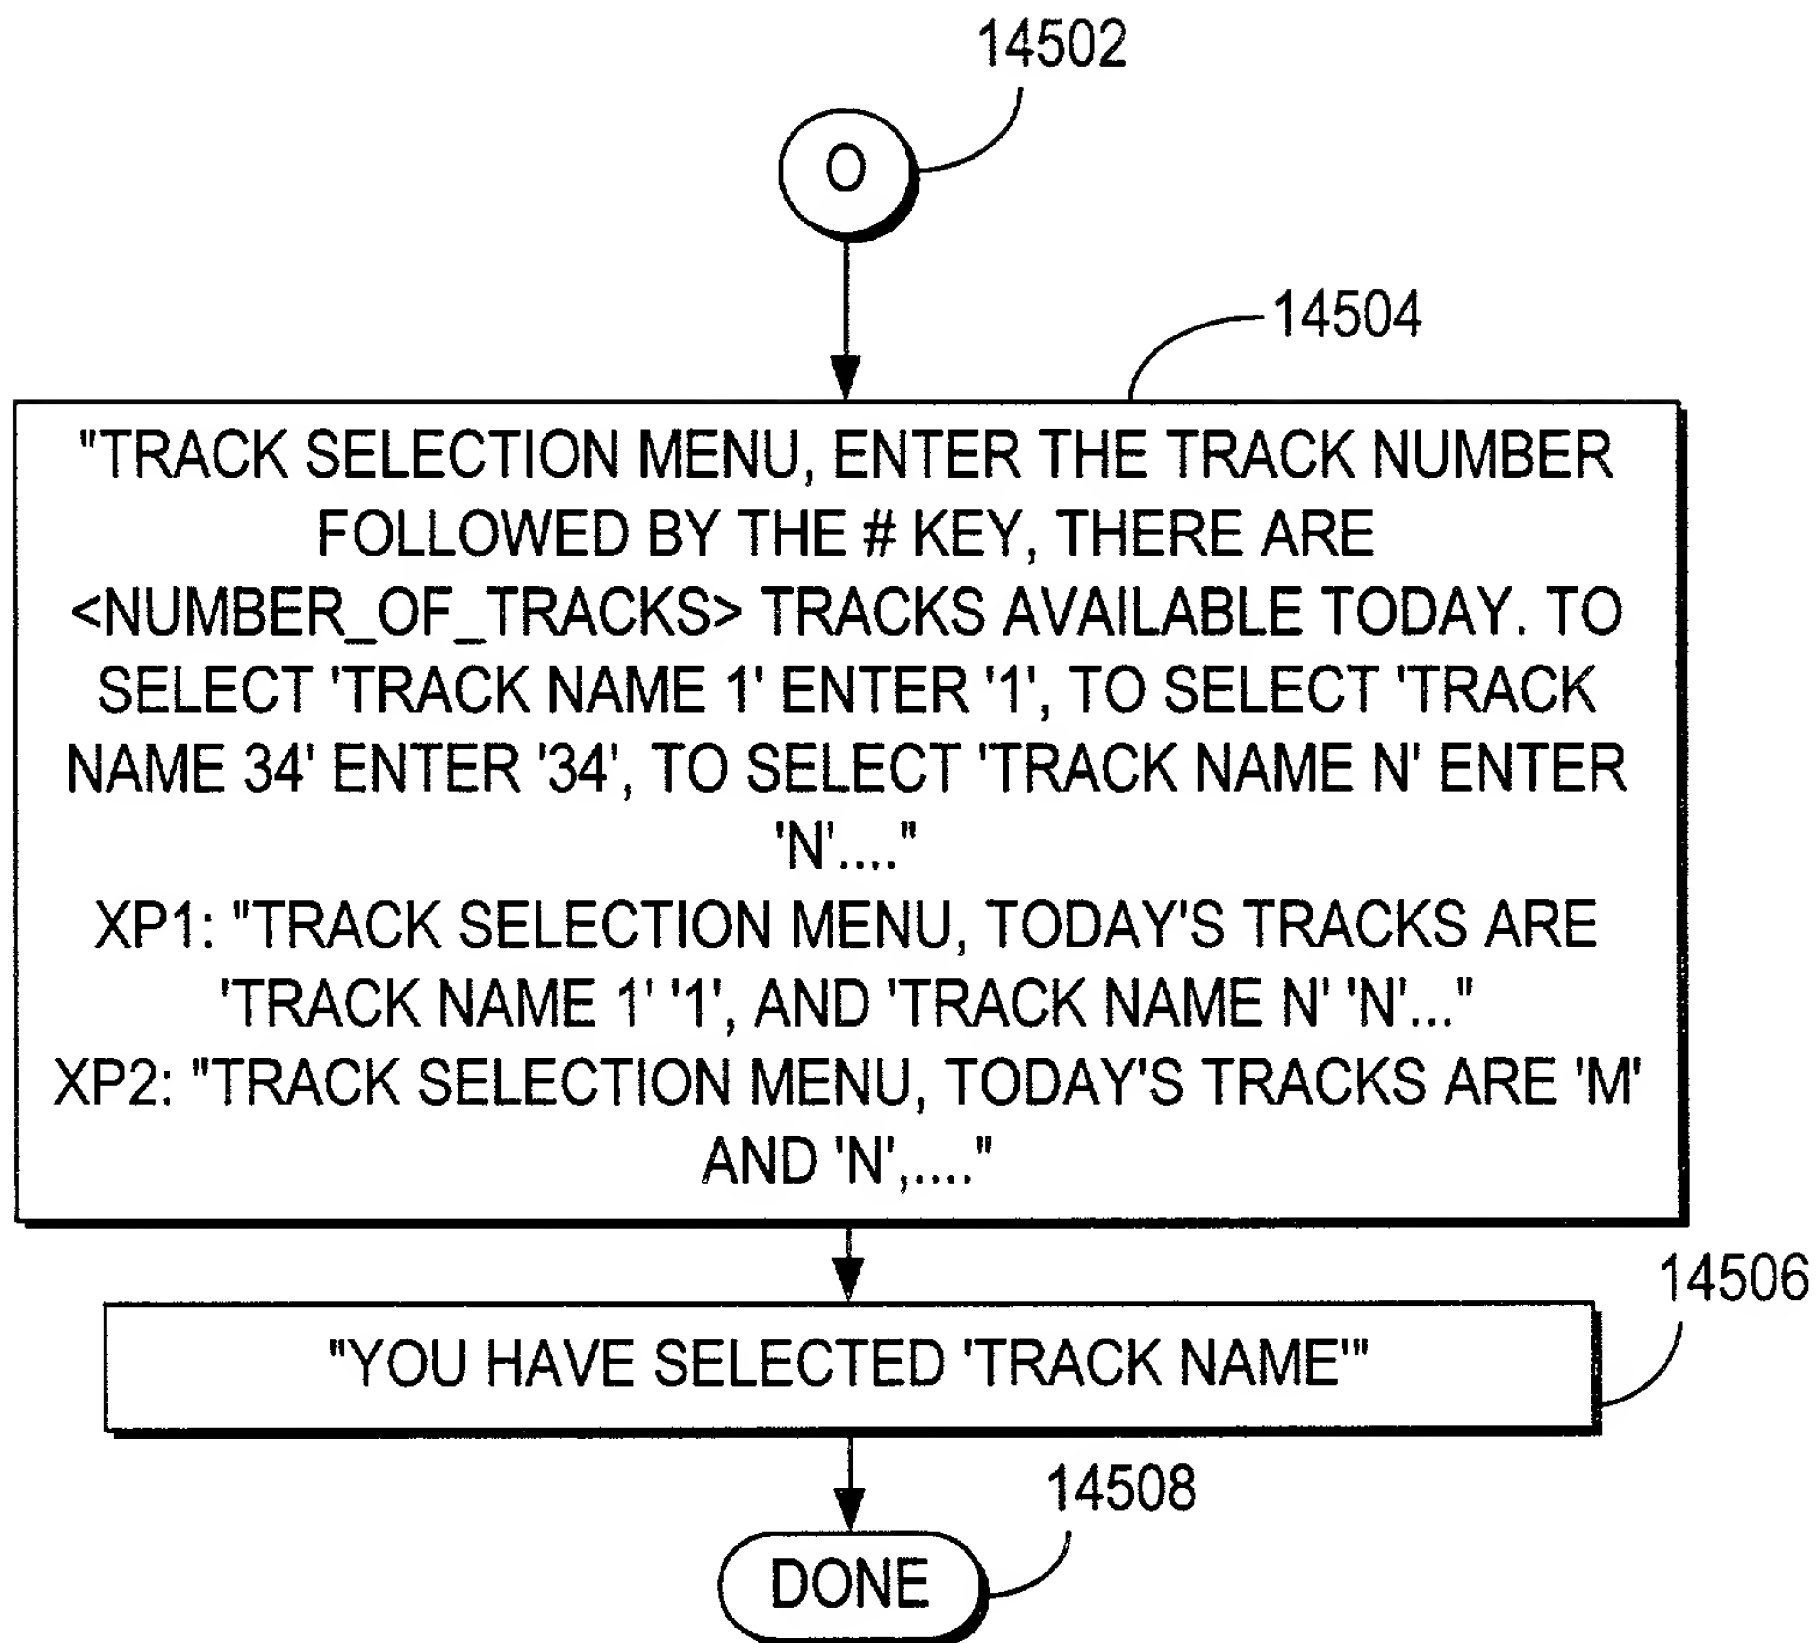 14502
O
14504
"TRACK SELECTION MENU, ENTER THE TRACK NUMBER
FOLLOWED BY THE # KEY, THERE ARE
<NUMBER_OF_TRACKS> TRACKS AVAILABLE TODAY. TO
SELECT 'TRACK NAME 1' ENTER '1', TO SELECT 'TRACK
NAME 34' ENTER '34', TO SELECT 'TRACK NAME N' ENTER
'N'...."
XP1: "TRACK SELECTION MENU, TODAY'S TRACKS ARE
'TRACK NAME 1' '1', AND 'TRACK NAME N' 'N'..."
XP2: "TRACK SELECTION MENU, TODAY'S TRACKS ARE 'M'
AND 'N',...."
14506
"YOU HAVE SELECTED 'TRACK NAME'"
14508
DONE